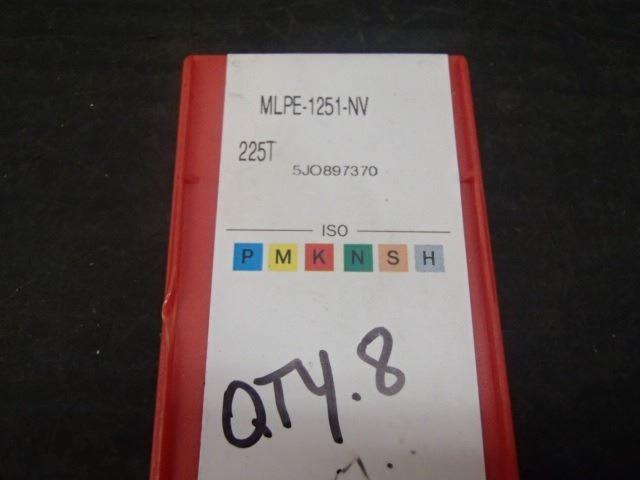 MLPE-1251-NV
225T
5JO897370
ISO
P M K N S H
QTY. 8